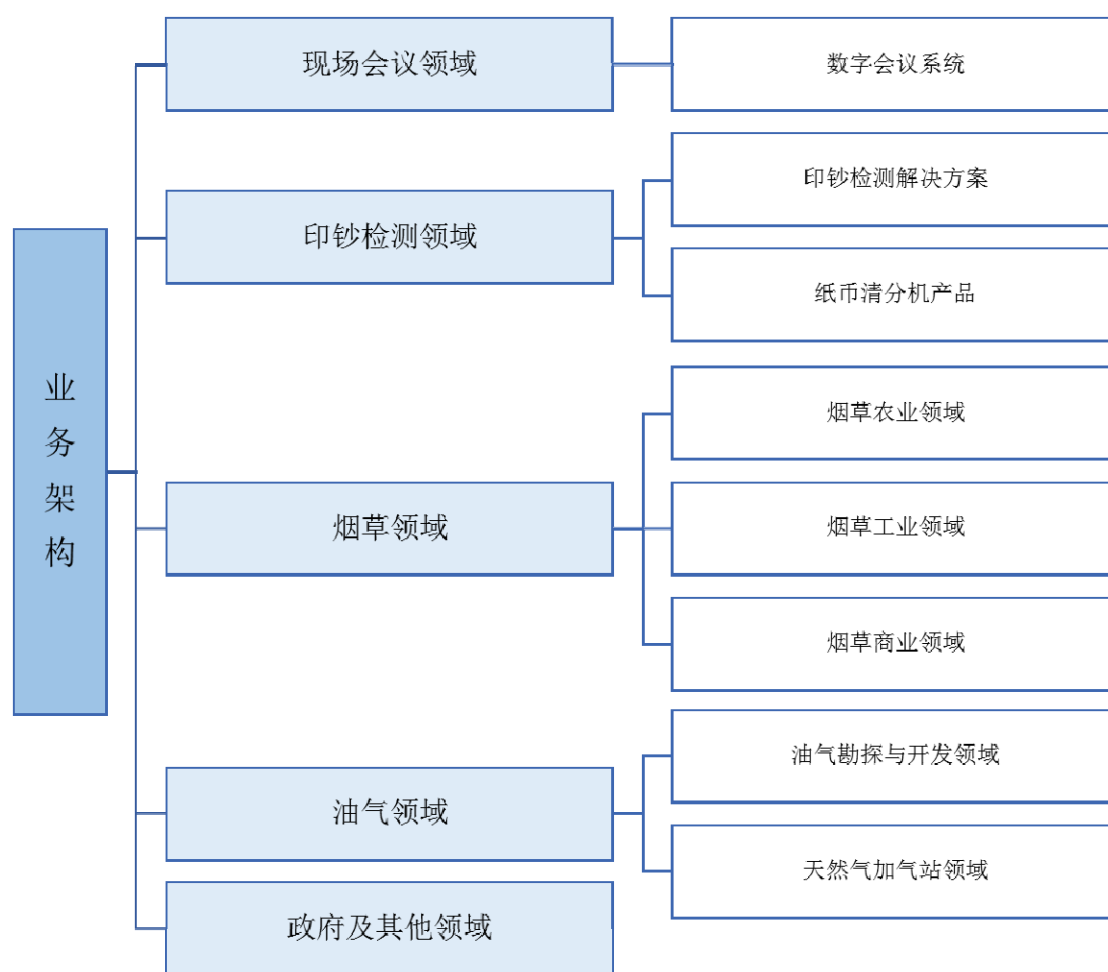 业务架构
现场会议领域
数字会议系统
印钞检测领域
印钞检测解决方案
纸币清分机产品
烟草领域
烟草农业领域
烟草工业领域
烟草商业领域
油气领域
油气勘探与开发领域
天然气加气站领域
政府及其他领域